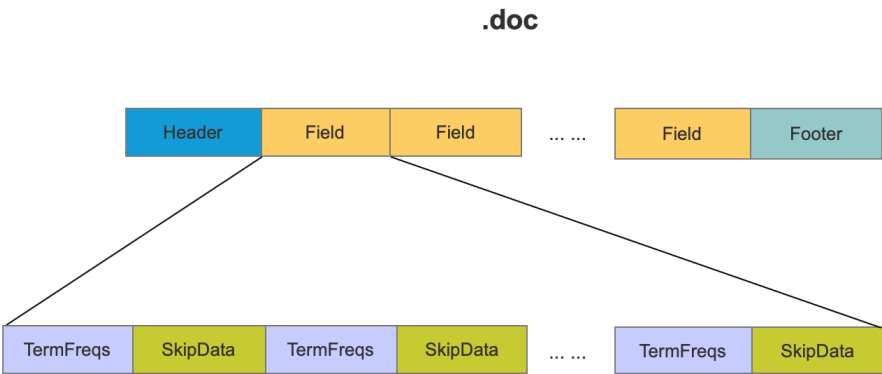 .doc
Header Field Field ... ... Field Footer
TermFreqs SkipData TermFreqs SkipData ... ... TermFreqs SkipData